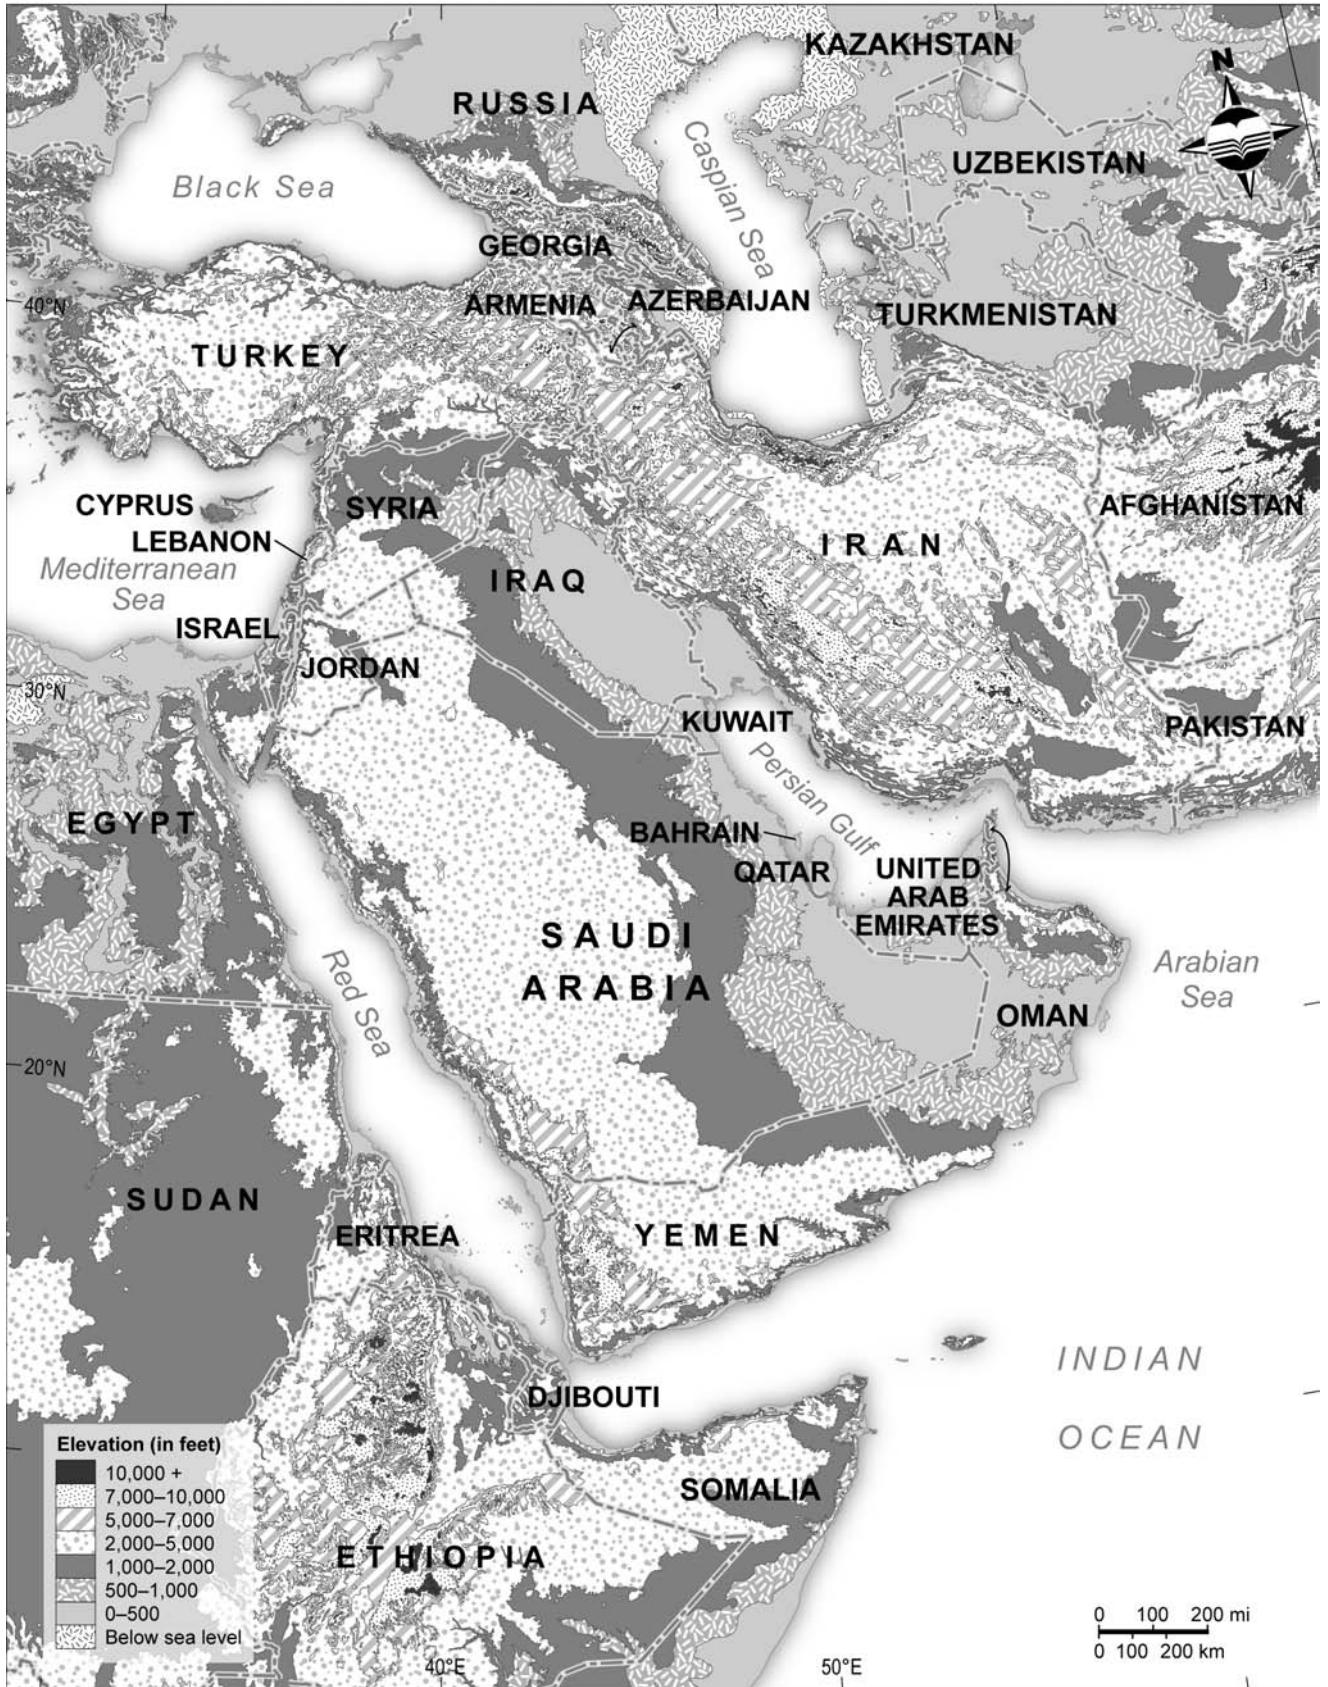 KAZAKHSTAN
N
RUSSIA
Caspian Sea
UZBEKISTAN
Black Sea
GEORGIA
ARMENIA
AZERBAIJAN
40°N
TURKMENISTAN
TURKEY
CYPRUS
SYRIA
AFGHANISTAN
LEBANON
IRAN
Mediterranean
Sea
IRAQ
ISRAEL
JORDAN
30°N
KUWAIT
PAKISTAN
Persian Gulf
EGYPT
BAHRAIN
QATAR
UNITED
ARAB
EMIRATES
SAUDI
ARABIA
Red Sea
Arabian
Sea
OMAN
20°N
SUDAN
ERITREA
YEMEN
INDIAN
OCEAN
DJIBOUTI
SOMALIA
ETHIOPIA
Elevation (in feet)
10,000 +
7,000–10,000
5,000–7,000
2,000–5,000
1,000–2,000
500–1,000
0–500
Below sea level
0 100 200 mi
0 100 200 km
40°E
50°E